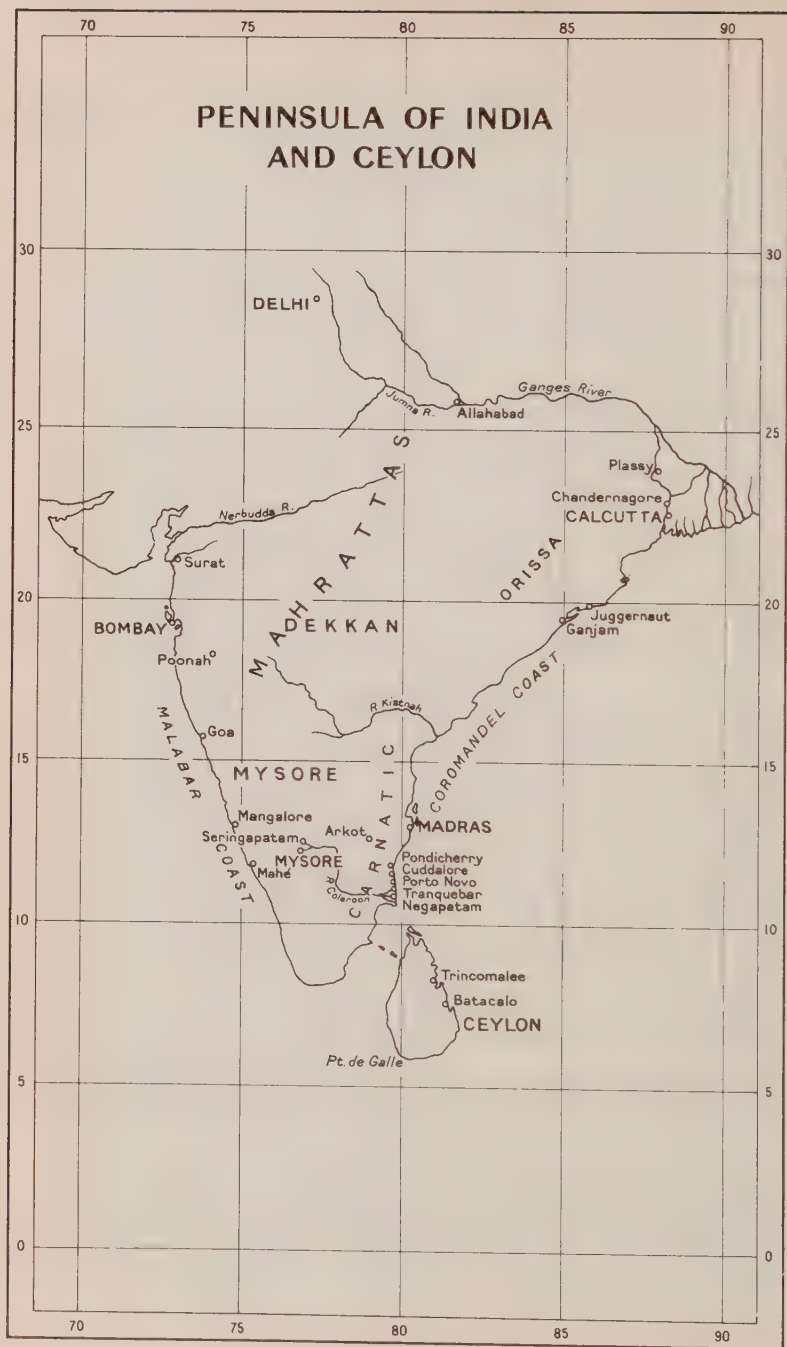 70 75 80 85 90
PENINSULA OF INDIA
AND CEYLON
30 30
DELHI
Ganges River
Jumna R.
Allahabad
25 25
MAHRATTAS
Plassy
Nerbudda R.
Chandernagore
CALCUTTA
Surat
ORISSA
20 20
BOMBAY
DEKKAN
Juggernaut
Ganjam
Poonah
R Kistnah
COROMANDEL COAST
MALABAR COAST
Goa
15 15
MYSORE
CARNATIC
Mangalore
Arkot
MADRAS
Seringapatam
MYSORE
Mahé
Pondicherry
Cuddalore
Porto Novo
R Coleroon
Tranquebar
Negapatam
10 10
Trincomalee
Batacalo
CEYLON
Pt. de Galle
5 5
0 0
70 75 80 85 90